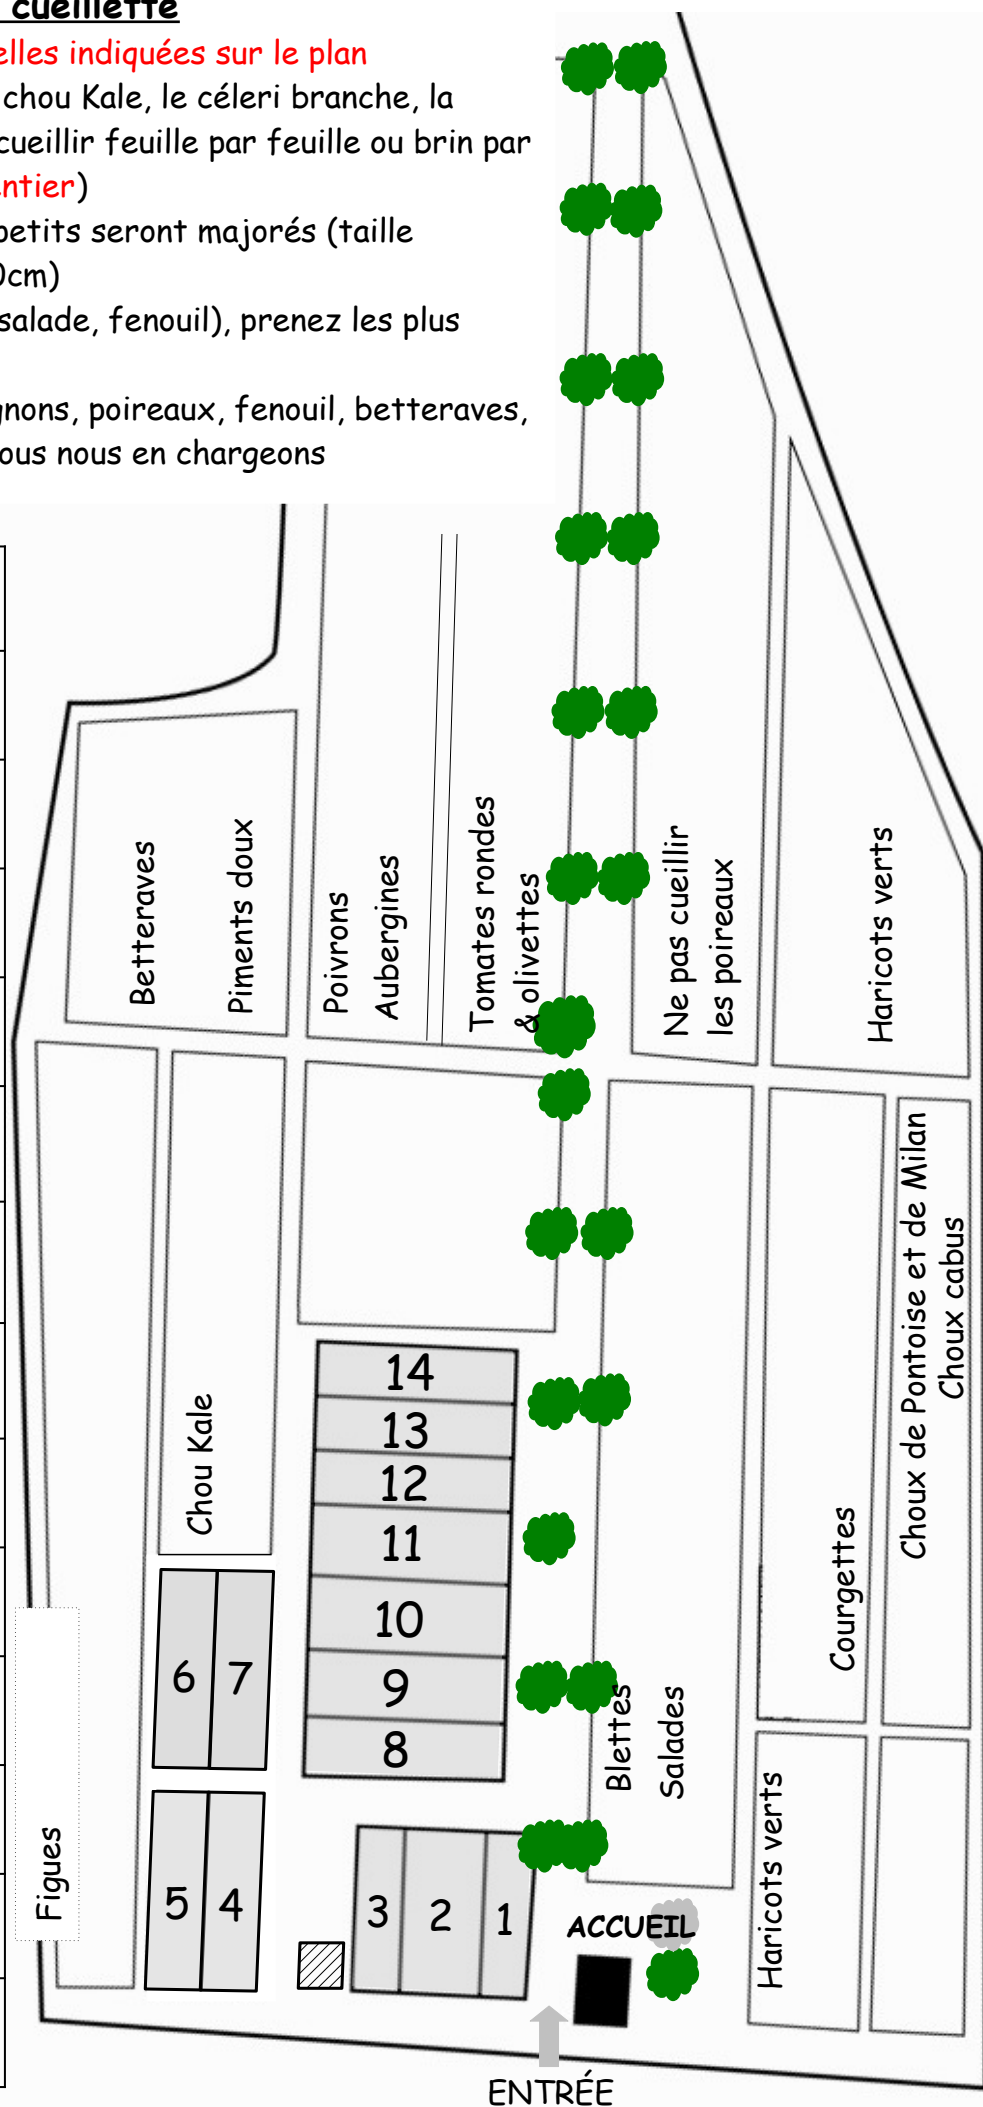 cueillette
elles indiquées sur le plan
chou Kale, le céleri branche, la
cueillir feuille par feuille ou brin par
entier)
petits seront majorés (taille
0cm)
salade, fenouil), prenez les plus
gnons, poireaux, fenouil, betteraves,
ous nous en chargeons
Betteraves
Piments doux
Poivrons
Aubergines
Tomates rondes
& olivettes
Ne pas cueillir
les poireaux
Haricots verts
Chou Kale
14
13
12
11
10
9
8
6
7
Blettes
Salades
Courgettes
Choux de Pontoise et de Milan
Choux cabus
Figues
5
4
3
2
1
ACCUEIL
Haricots verts
ENTRÉE